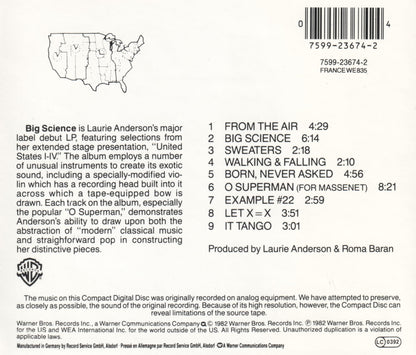 0 4
7599-23674-2
7599-23674-2
FRANCE WE 835
Big Science is Laurie Anderson's major
label debut LP, featuring selections from
her extended stage presentation, "United
States I-IV." The album employs a number
of unusual instruments to create its exotic
sound, including a specially-modified vio-
lin which has a recording head built into it
across which a tape-equipped bow is
drawn. Each track on the album, especially
the popular "O Superman," demonstrates
Anderson's ability to draw upon both the
abstraction of "modern" classical music
and straightforward pop in constructing
her distinctive pieces.
1 FROM THE AIR 4:29
2 BIG SCIENCE 6:14
3 SWEATERS 2:18
4 WALKING & FALLING 2:10
5 BORN, NEVER ASKED 4:56
6 O SUPERMAN (FOR MASSENET) 8:21
7 EXAMPLE #22 2:59
8 LET X=X 3:51
9 IT TANGO 3:01
Produced by Laurie Anderson & Roma Baran
The music on this Compact Digital Disc was originally recorded on analog equipment. We have attempted to preserve,
as closely as possible, the sound of the original recording. Because of its high resolution, however, the Compact Disc can
reveal limitations of the source tape.
Warner Bros. Records Inc., a Warner Communications Company © 1982 Warner Bros. Records Inc. ℗ 1982 Warner Bros. Records Inc.
for the US and WEA International Inc. for the world outside of the US. Unauthorized duplication is a violation of
applicable laws.
Manufactured in Germany by Record Service GmbH, Alsdorf Pressé en Allemagne par Record Service GmbH, Alsdorf A Warner Communications Company
LC 0392